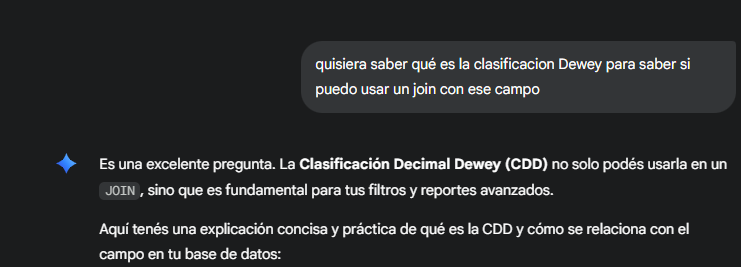 quisiera saber qué es la clasificacion Dewey para saber si
puedo usar un join con ese campo
Es una excelente pregunta. La Clasificación Decimal Dewey (CDD) no solo podés usarla en un
JOIN, sino que es fundamental para tus filtros y reportes avanzados.
Aquí tenés una explicación concisa y práctica de qué es la CDD y cómo se relaciona con el
campo en tu base de datos: